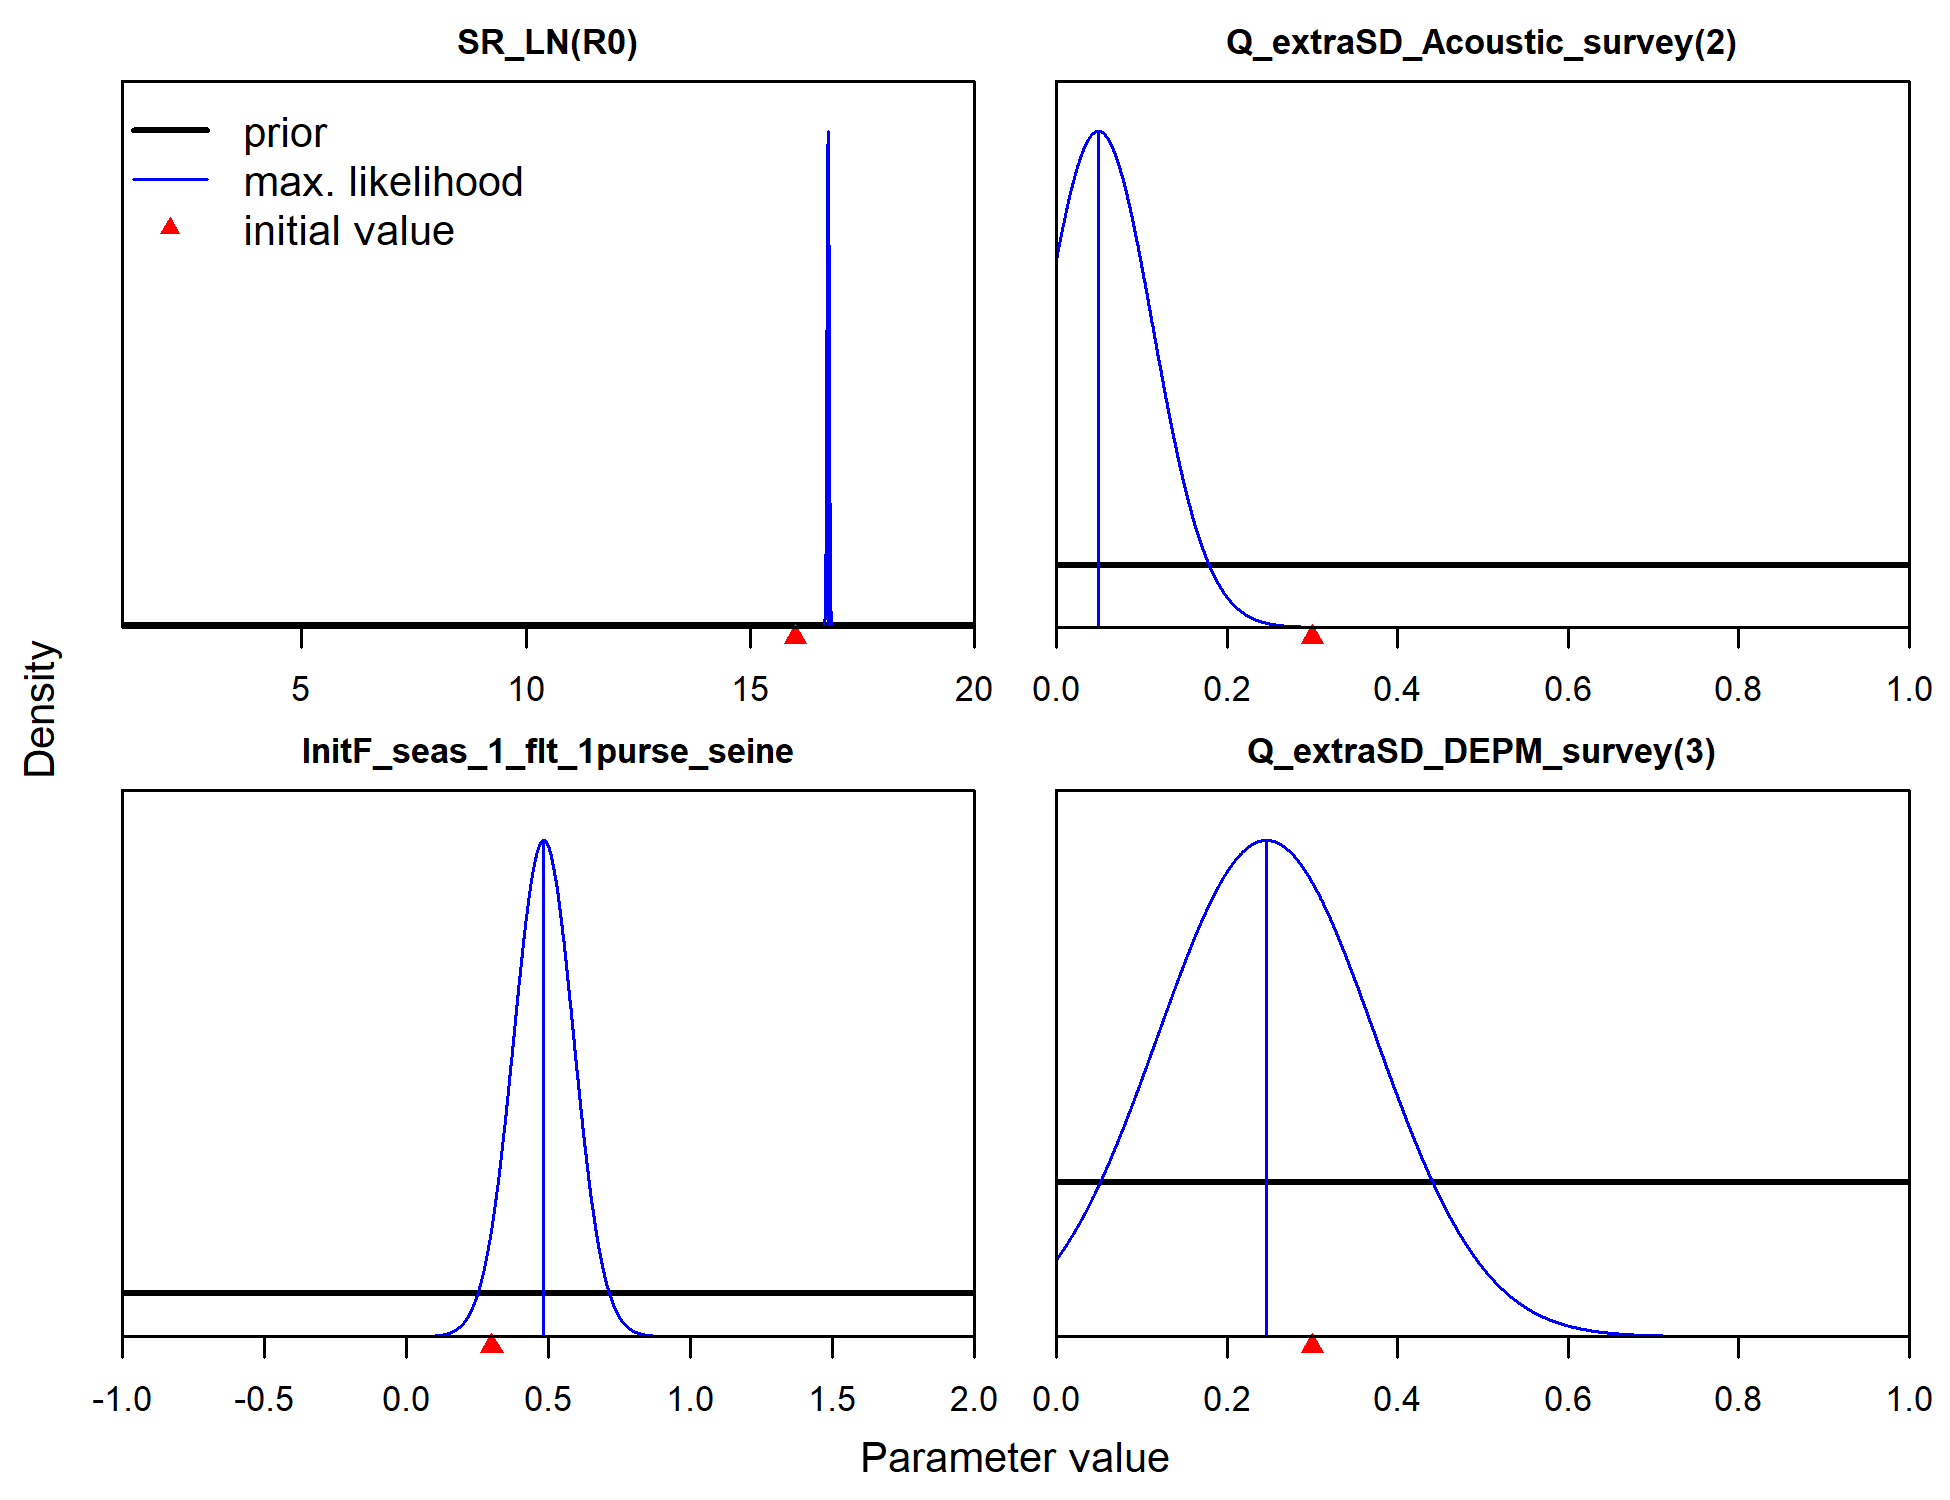 SR_LN(R0)
prior
max. likelihood
initial value
5 10 15 20
Q_extraSD_Acoustic_survey(2)
0.0 0.2 0.4 0.6 0.8 1.0
InitF_seas_1_flt_1purse_seine
-1.0 -0.5 0.0 0.5 1.0 1.5 2.0
Q_extraSD_DEPM_survey(3)
0.0 0.2 0.4 0.6 0.8 1.0
Density
Parameter value